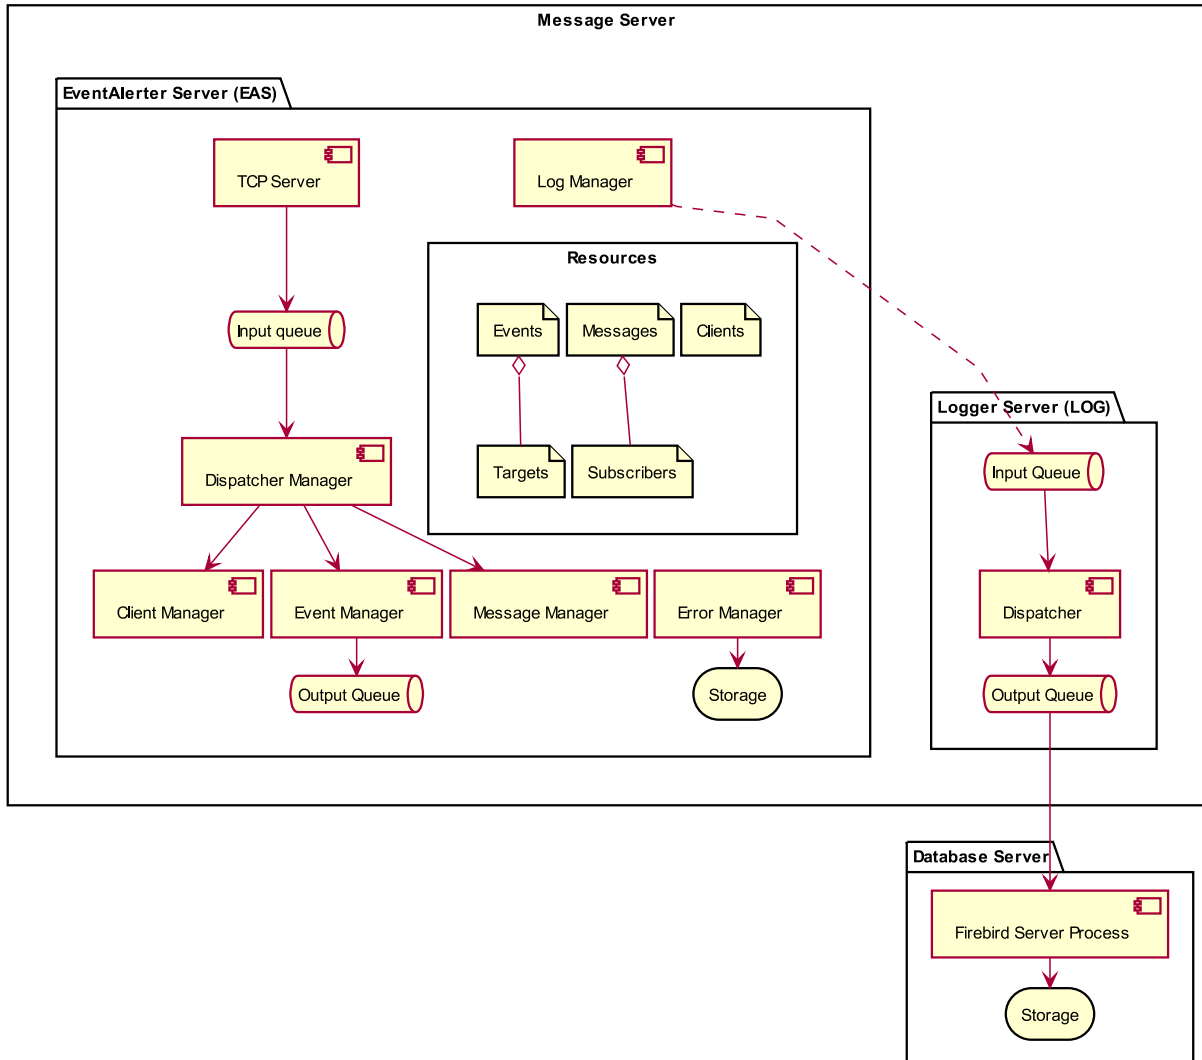 Message Server
EventAlerter Server (EAS)
TCP Server
Log Manager
Resources
Input queue
Events
Messages
Clients
Logger Server (LOG)
Dispatcher Manager
Targets
Subscribers
Input Queue
Client Manager
Event Manager
Message Manager
Error Manager
Dispatcher
Output Queue
Storage
Output Queue
Database Server
Firebird Server Process
Storage